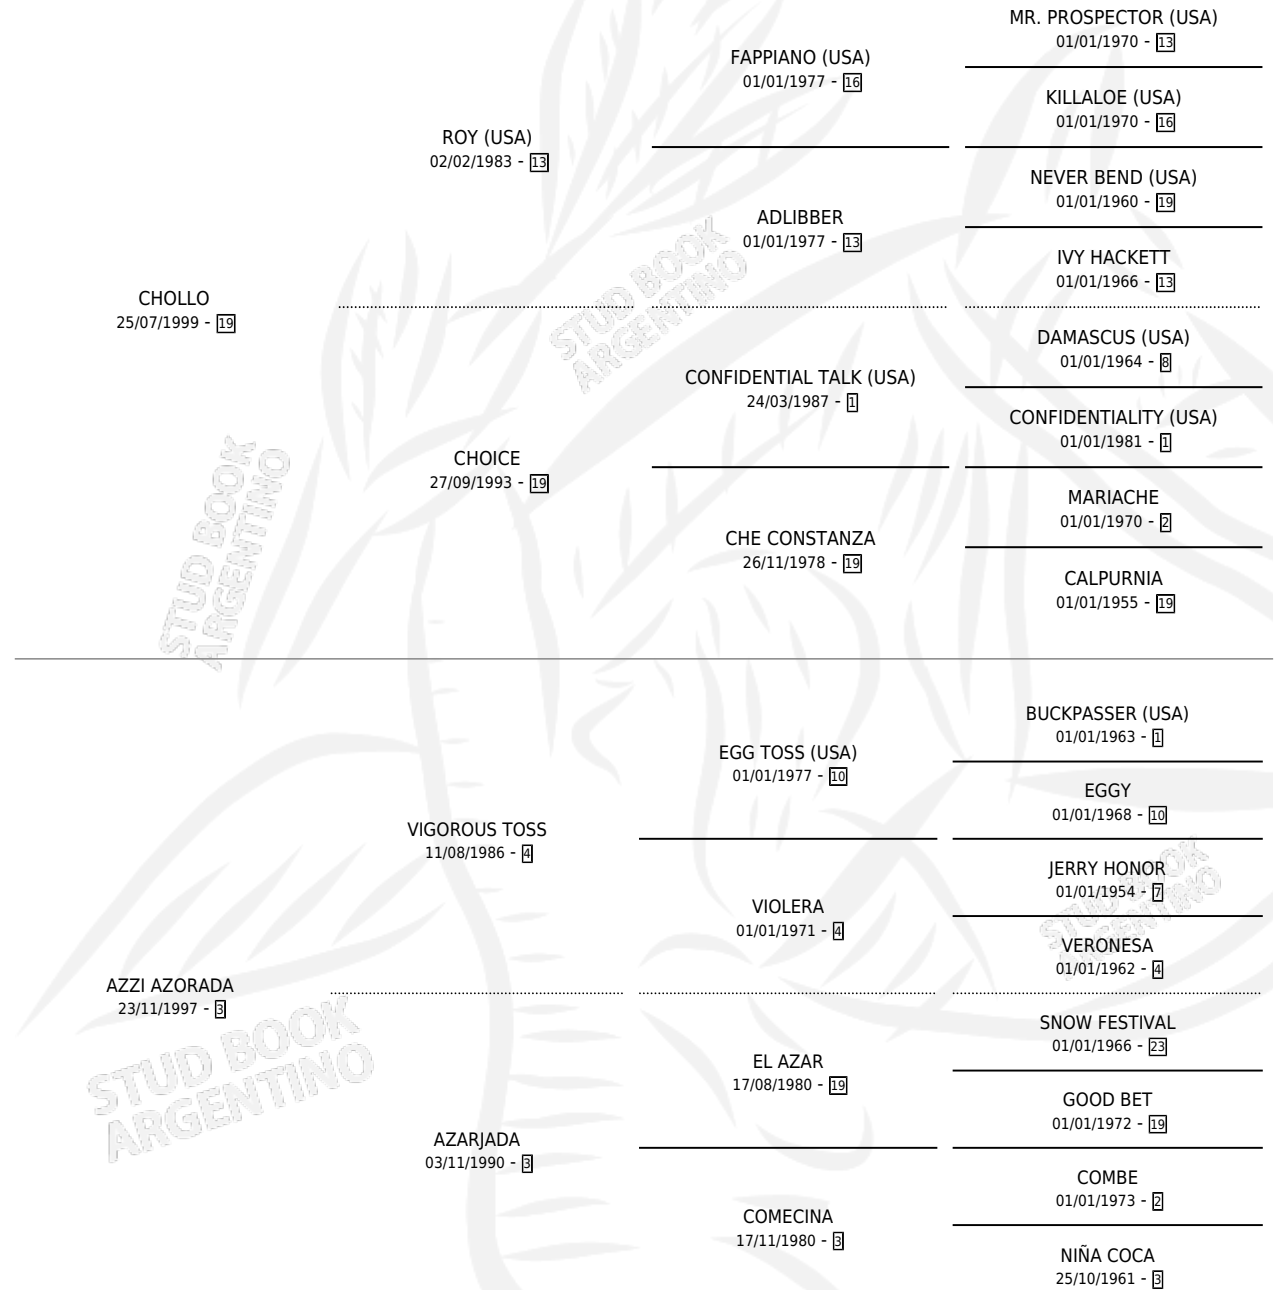 MR. PROSPECTOR (USA)
01/01/1970 - 13
FAPPIANO (USA)
01/01/1977 - 16
KILLALOE (USA)
01/01/1970 - 16
ROY (USA)
02/02/1983 - 13
NEVER BEND (USA)
01/01/1960 - 19
ADLIBBER
01/01/1977 - 13
IVY HACKETT
01/01/1966 - 13
CHOLLO
25/07/1999 - 19
DAMASCUS (USA)
01/01/1964 - 8
CONFIDENTIAL TALK (USA)
24/03/1987 - 1
CONFIDENTIALITY (USA)
01/01/1981 - 1
CHOICE
27/09/1993 - 19
MARIACHE
01/01/1970 - 2
CHE CONSTANZA
26/11/1978 - 19
CALPURNIA
01/01/1955 - 19
BUCKPASSER (USA)
01/01/1963 - 1
EGG TOSS (USA)
01/01/1977 - 10
EGGY
01/01/1968 - 10
VIGOROUS TOSS
11/08/1986 - 4
JERRY HONOR
01/01/1954 - 7
VIOLERA
01/01/1971 - 4
VERONESA
01/01/1962 - 4
AZZI AZORADA
23/11/1997 - 3
SNOW FESTIVAL
01/01/1966 - 23
EL AZAR
17/08/1980 - 19
GOOD BET
01/01/1972 - 19
AZARJADA
03/11/1990 - 3
COMBE
01/01/1973 - 2
COMECINA
17/11/1980 - 3
NIÑA COCA
25/10/1961 - 3
STUD BOOK
ARGENTINO
STUD BOOK
ARGENTINO
STUD BOOK
ARGENTINO
STUD BOOK
ARGENTINO